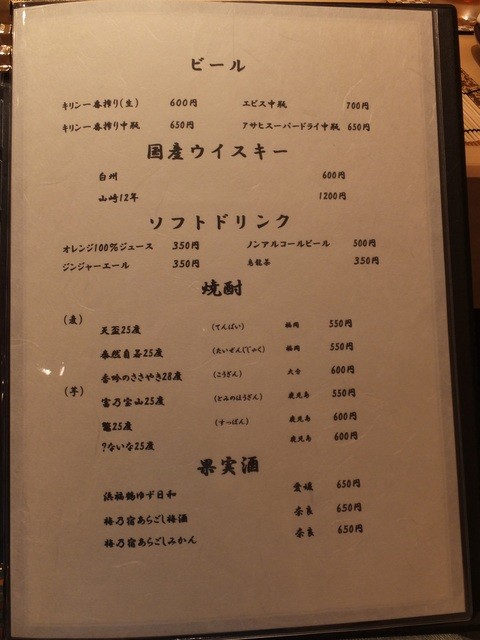 ビール
キリン一番搾り(生) 600円 エビス中瓶 700円
キリン一番搾り中瓶 650円 アサヒスーパードライ中瓶 650円
国産ウイスキー
白州 600円
山崎12年 1200円
ソフトドリンク
オレンジ100%ジュース 350円 ノンアルコールビール 500円
ジンジャーエール 350円 烏龍茶 350円
焼酎
(麦)
天盃25度 (てんぱい) 福岡 550円
泰然自若25度 (たいぜんじじゃく) 福岡 550円
香吟のささやき28度 (こうぎん) 大分 600円
(芋)
富乃宝山25度 (とみのほうざん) 鹿児島 550円
鼈25度 (すっぽん) 鹿児島 600円
?ないな25度 鹿児島 600円
果実酒
浜福鶴ゆず日和 愛媛 650円
梅乃宿あらごし梅酒 奈良 650円
梅乃宿あらごしみかん 奈良 650円